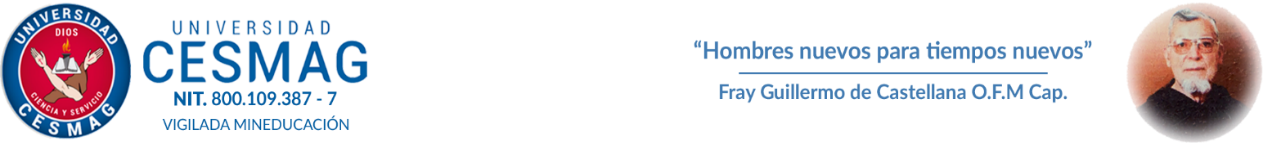 UNIVERSIDAD
DIOS
CIENCIA Y SERVICIO
CESMAG
UNIVERSIDAD
CESMAG
NIT. 800.109.387 - 7
VIGILADA MINEDUCACIÓN
“Hombres nuevos para tiempos nuevos”
Fray Guillermo de Castellana O.F.M Cap.